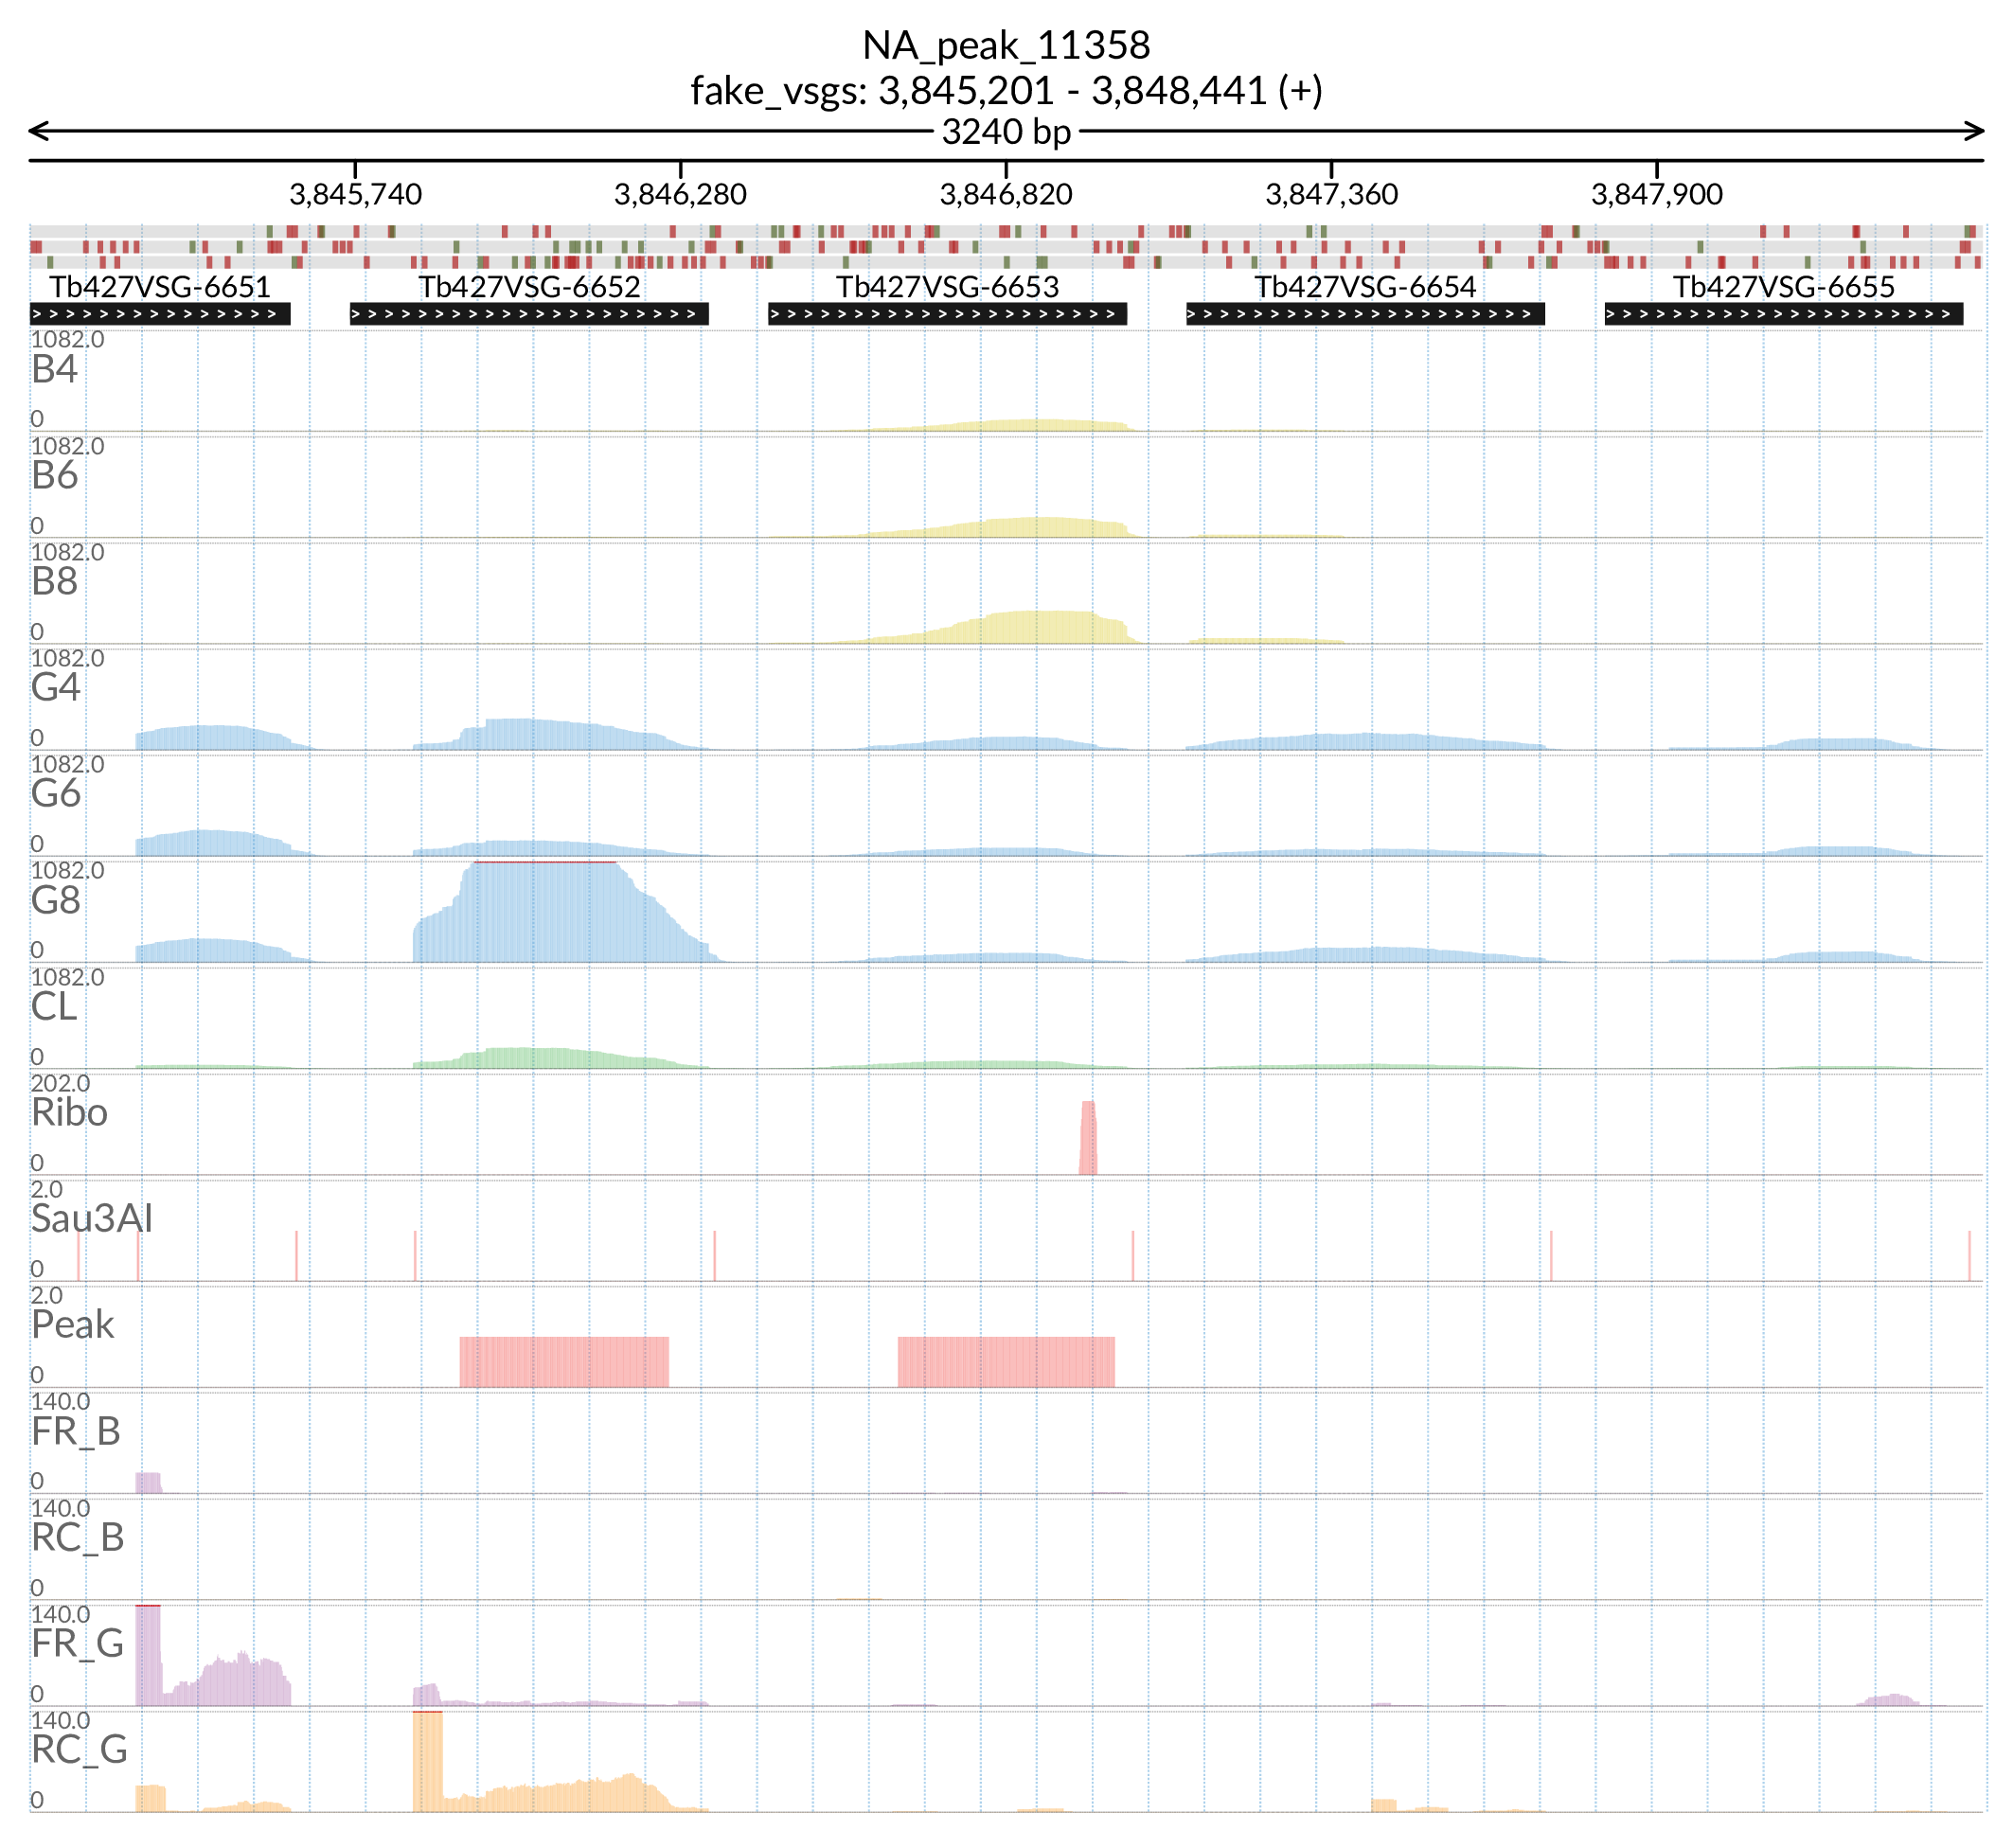 NA_peak_11358
fake_vsgs: 3,845,201 - 3,848,441 (+)
3240 bp
3,845,740 3,846,280 3,846,820 3,847,360 3,847,900
Tb427VSG-6651 Tb427VSG-6652 Tb427VSG-6653 Tb427VSG-6654 Tb427VSG-6655
1082.0
B4
0
1082.0
B6
0
1082.0
B8
0
1082.0
G4
0
1082.0
G6
0
1082.0
G8
0
1082.0
CL
0
202.0
Ribo
0
2.0
Sau3AI
0
2.0
Peak
0
140.0
FR_B
0
140.0
RC_B
0
140.0
FR_G
0
140.0
RC_G
0